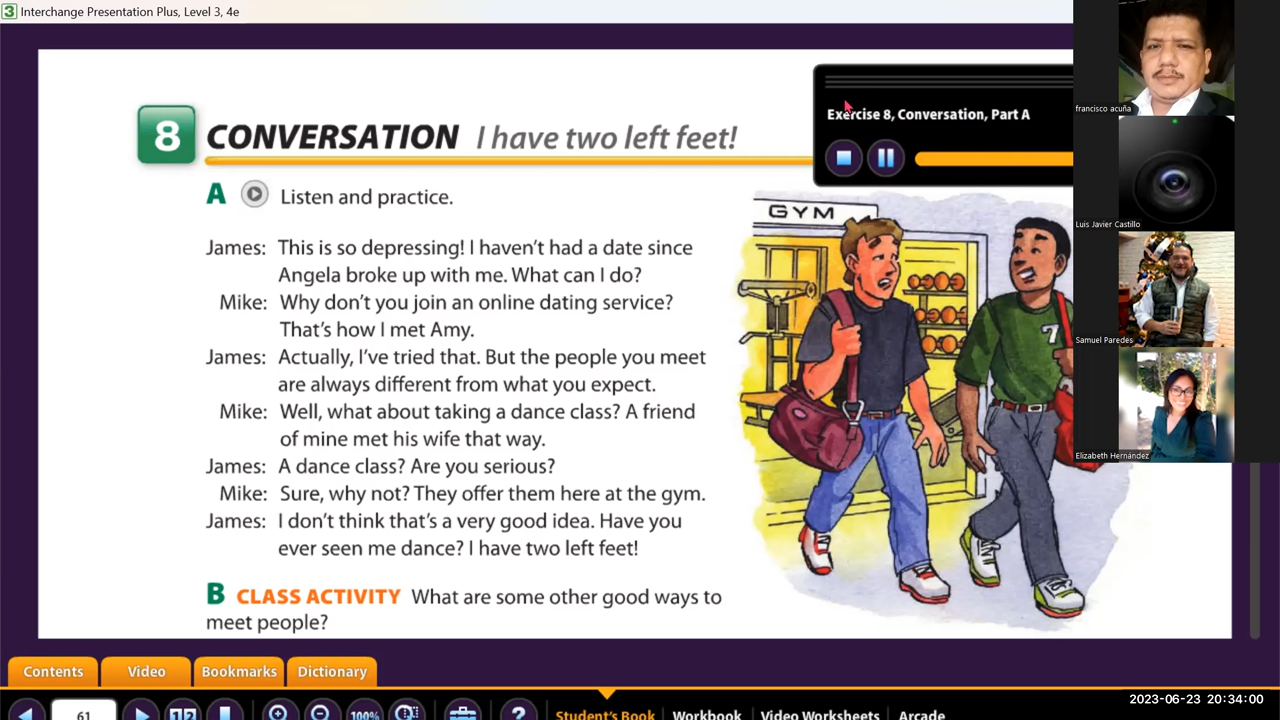 3 Interchange Presentation Plus, Level 3, 4e
8 CONVERSATION I have two left feet!
Exercise 8, Conversation, Part A
A Listen and practice.
GYM
7
James: This is so depressing! I haven't had a date since
Angela broke up with me. What can I do?
Mike: Why don't you join an online dating service?
That's how I met Amy.
James: Actually, I've tried that. But the people you meet
are always different from what you expect.
Mike: Well, what about taking a dance class? A friend
of mine met his wife that way.
James: A dance class? Are you serious?
Mike: Sure, why not? They offer them here at the gym.
James: I don't think that's a very good idea. Have you
ever seen me dance? I have two left feet!
B CLASS ACTIVITY What are some other good ways to
meet people?
francisco acuña
Luis Javier Castillo
Samuel Paredes
Elizabeth Hernández
Contents Video Bookmarks Dictionary
2023-06-23 20:34:00
61 1 2 100% ? Student's Book Workbook Video Worksheets Arcade